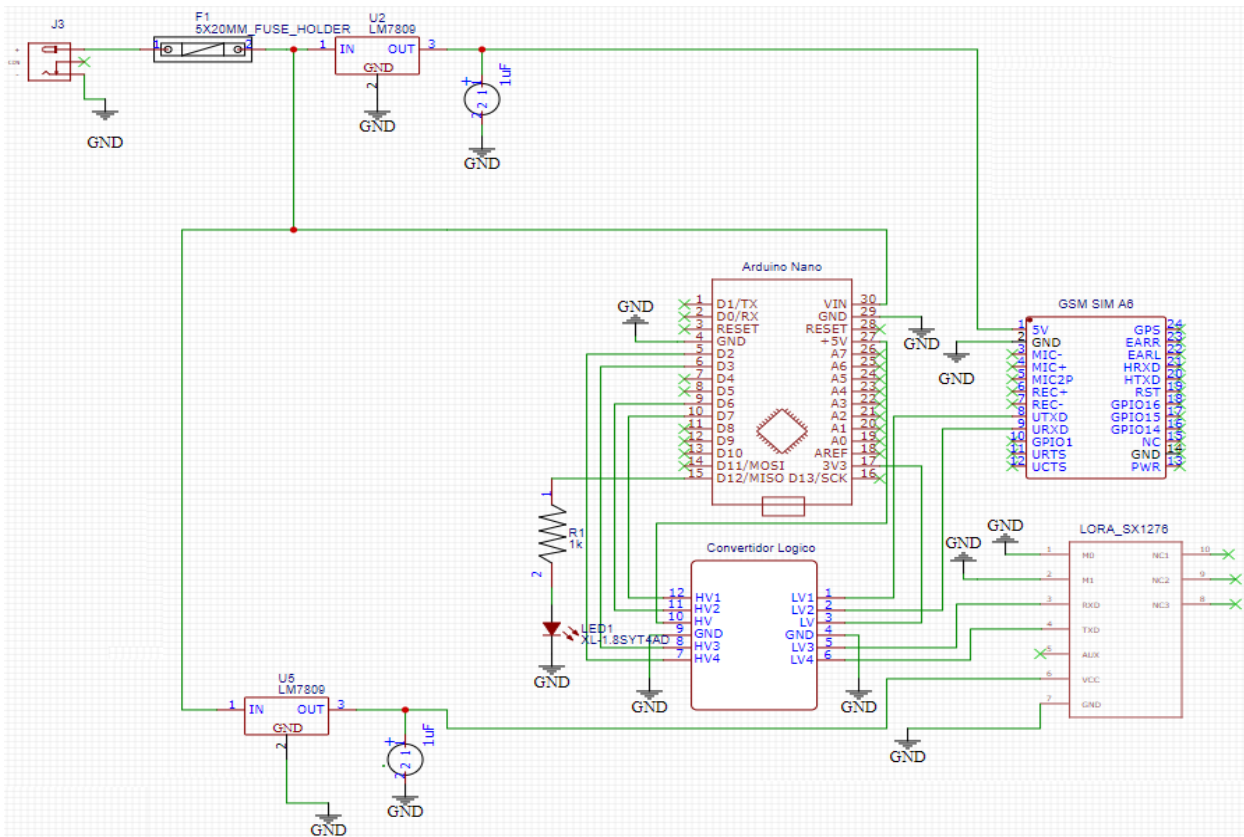 J3
+
CON
-
GND
F1
5X20MM_FUSE_HOLDER
1
2
U2
LM7809
1
IN
OUT
3
GND
2
GND
+
1
2
1uF
GND
Arduino Nano
GND
1 D1/TX
2 D0/RX
3 RESET
4 GND
5 D2
6 D3
7 D4
8 D5
9 D6
10 D7
11 D8
12 D9
13 D10
14 D11/MOSI
15 D12/MISO
VIN 30
GND 29
RESET 28
+5V 27
A7 26
A6 25
A5 24
A4 23
A3 22
A2 21
A1 20
A0 19
AREF 18
3V3 17
D13/SCK 16
GND
GSM SIM A6
GND
1 5V
2 GND
3 MIC-
4 MIC+
5 MIC2P
6 REC+
7 REC-
8 UTXD
9 URXD
10 GPIO1
11 URTS
12 UCTS
GPS 24
EARR 23
EARL 22
HRXD 21
HTXD 20
RST 19
GPIO16 18
GPIO15 17
GPIO14 16
NC 15
GND 14
PWR 13
1
R1
1k
2
LED1
XL-1.8SYT4AD
GND
Convertidor Logico
12 HV1
11 HV2
10 HV
9 GND
8 HV3
7 HV4
LV1 1
LV2 2
LV 3
GND 4
LV3 5
LV4 6
GND
GND
LORA_SX1276
GND
GND
1 M0
2 M1
3 RXD
4 TXD
5 AUX
6 VCC
7 GND
NC1 10
NC2 9
NC3 8
GND
U5
LM7809
1
IN
OUT
3
GND
2
GND
+
1
2
1uF
GND